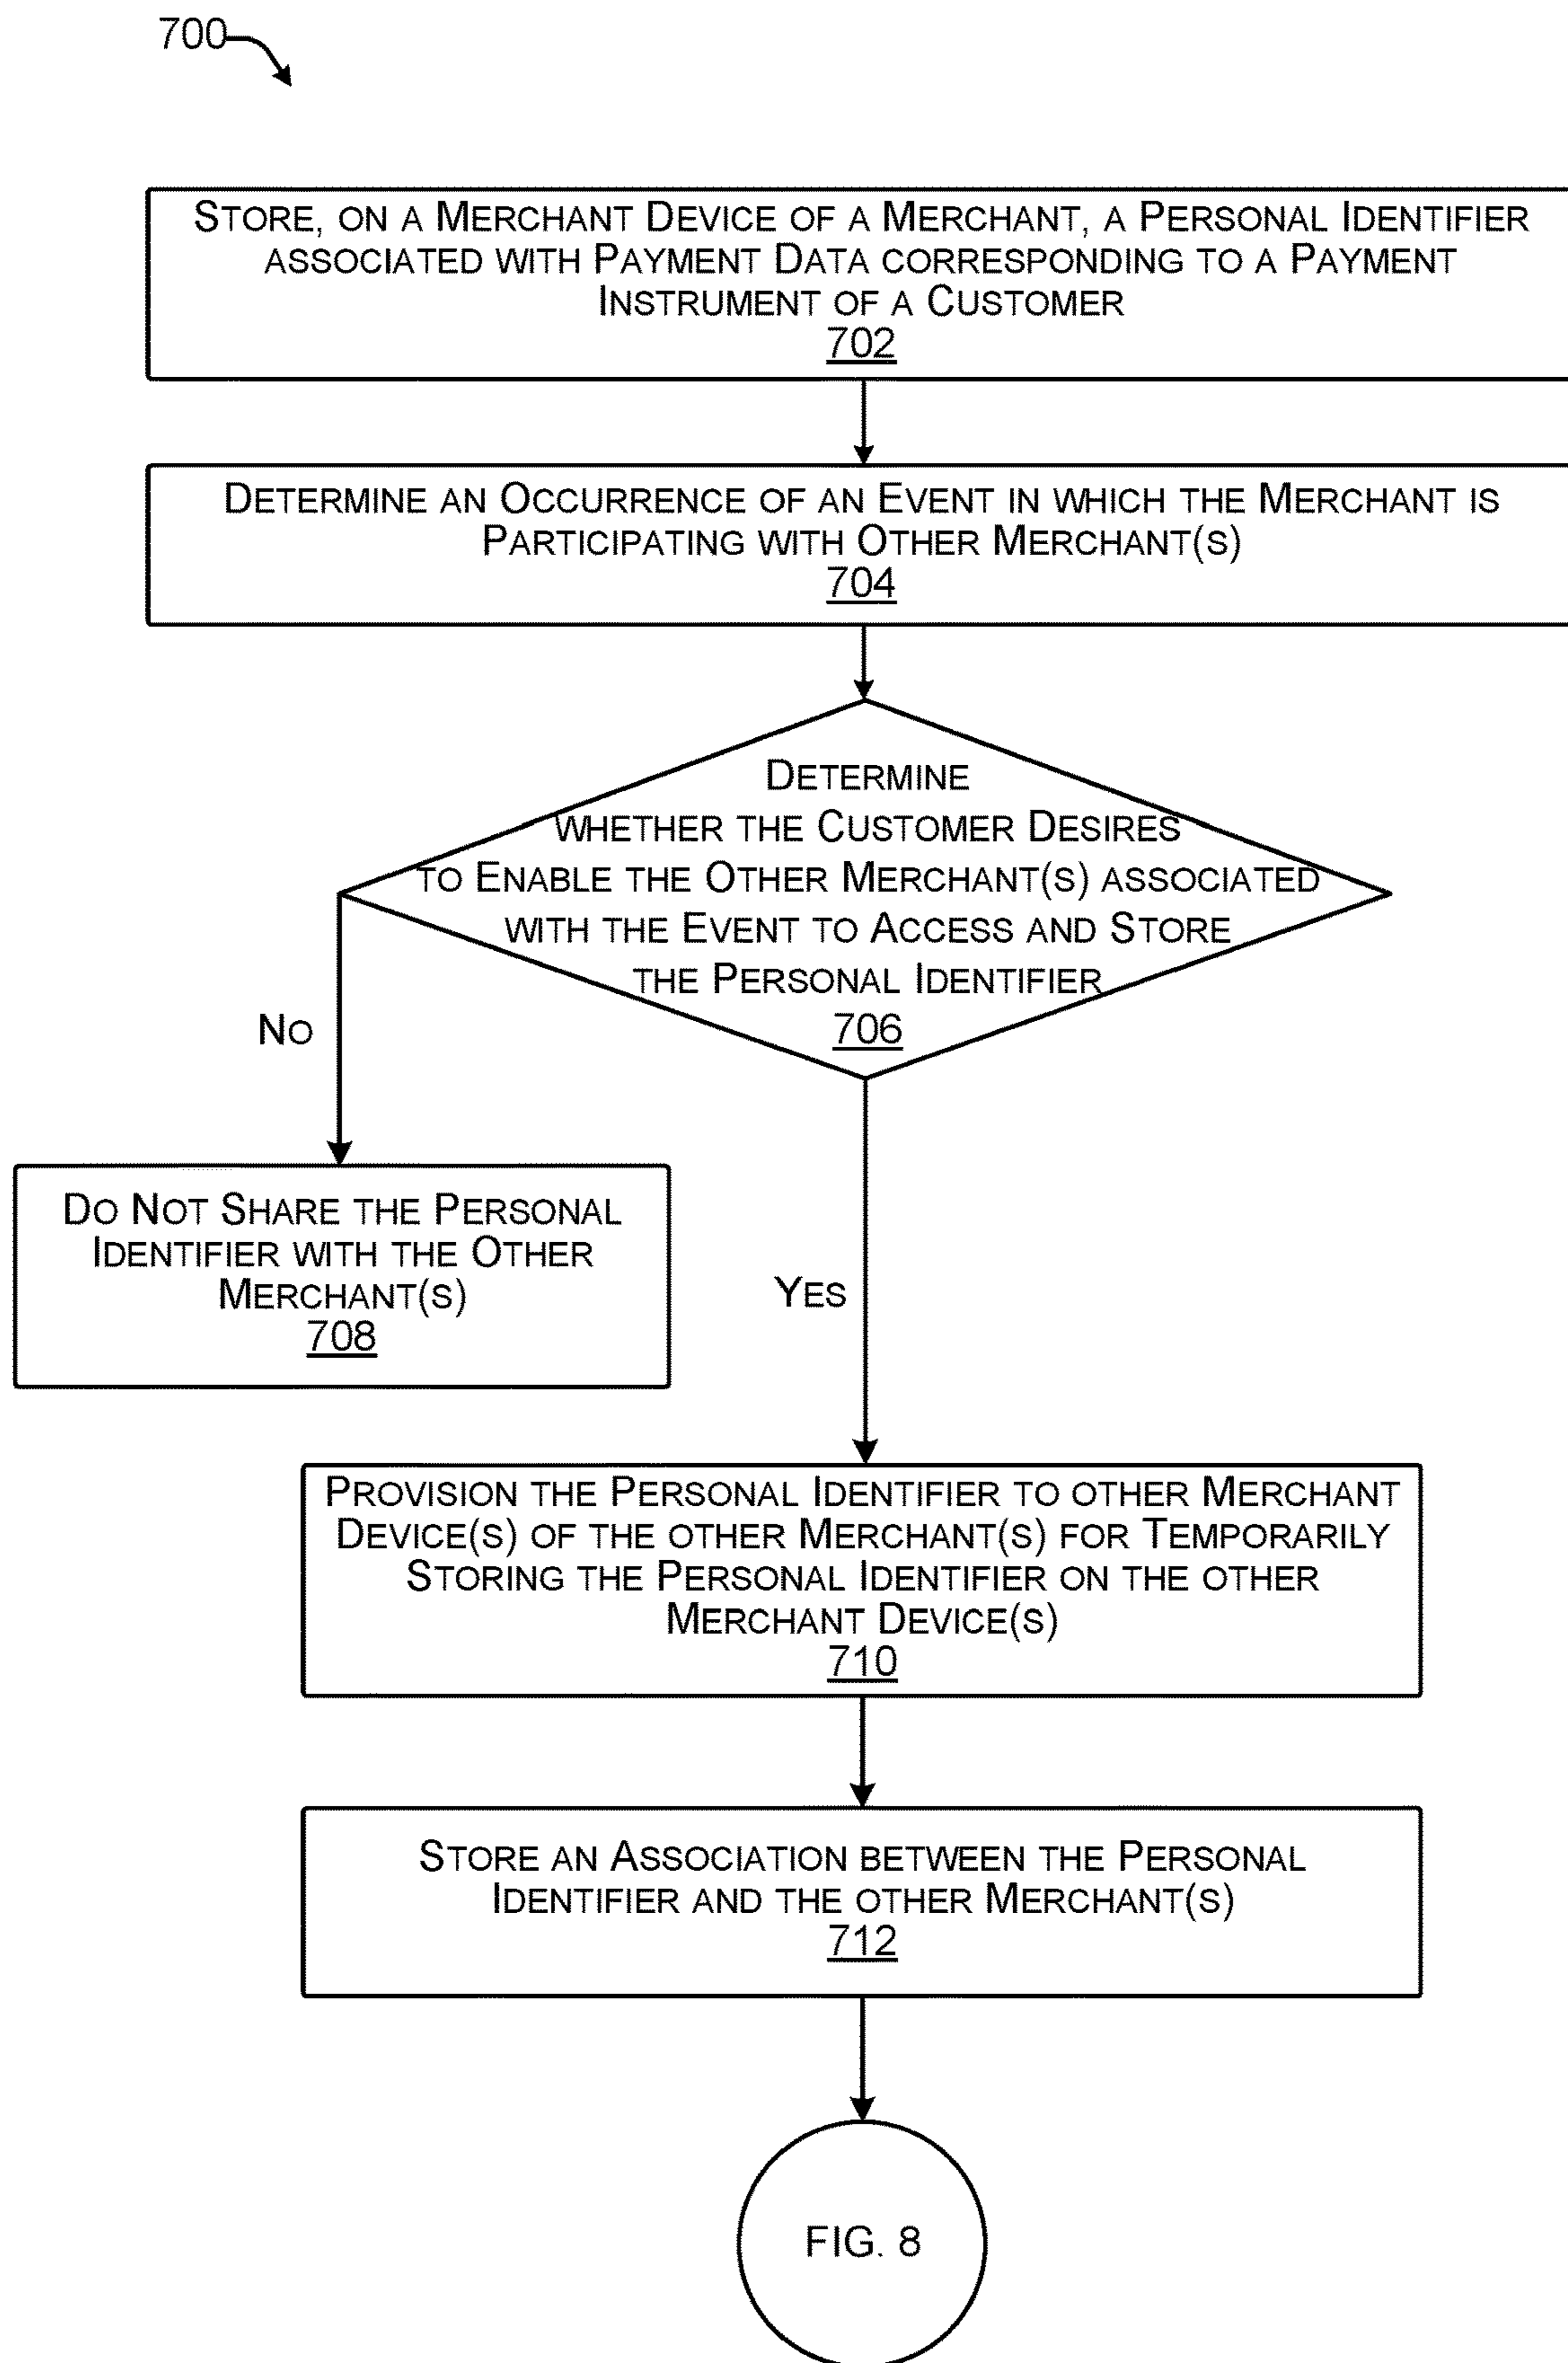 700
STORE, ON A MERCHANT DEVICE OF A MERCHANT, A PERSONAL IDENTIFIER
ASSOCIATED WITH PAYMENT DATA CORRESPONDING TO A PAYMENT
INSTRUMENT OF A CUSTOMER
702
DETERMINE AN OCCURRENCE OF AN EVENT IN WHICH THE MERCHANT IS
PARTICIPATING WITH OTHER MERCHANT(S)
704
DETERMINE
WHETHER THE CUSTOMER DESIRES
TO ENABLE THE OTHER MERCHANT(S) ASSOCIATED
WITH THE EVENT TO ACCESS AND STORE
THE PERSONAL IDENTIFIER
706
NO
DO NOT SHARE THE PERSONAL
IDENTIFIER WITH THE OTHER
MERCHANT(S)
708
YES
PROVISION THE PERSONAL IDENTIFIER TO OTHER MERCHANT
DEVICE(S) OF THE OTHER MERCHANT(S) FOR TEMPORARILY
STORING THE PERSONAL IDENTIFIER ON THE OTHER
MERCHANT DEVICE(S)
710
STORE AN ASSOCIATION BETWEEN THE PERSONAL
IDENTIFIER AND THE OTHER MERCHANT(S)
712
FIG. 8